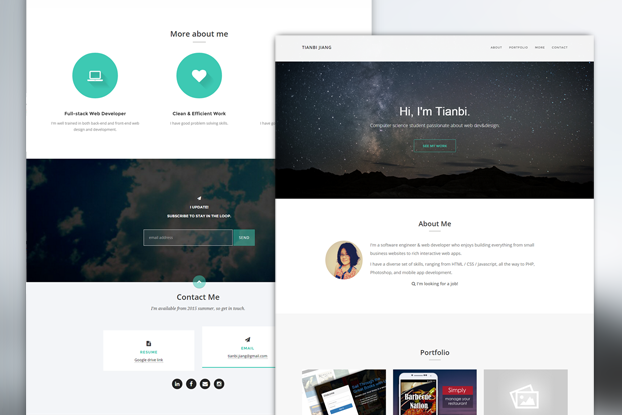 More about me
Full-stack Web Developer
I'm well trained in both back-end and front-end web
design and development.
Clean & Efficient Work
I have good problem solving skills.
I have
I UPDATE!
SUBSCRIBE TO STAY IN THE LOOP.
email address
SEND
Contact Me
I'm available from 2015 summer, so get in touch.
RESUME
Google drive link
EMAIL
tianbi.jiang@gmail.com
TIANBI JIANG
ABOUT
PORTFOLIO
MORE
CONTACT
Hi, I'm Tianbi.
Computer science student passionate about web dev&design.
SEE MY WORK
About Me
I'm a software engineer & web developer who enjoys building everything from small
business websites to rich interactive web apps.
I have a diverse set of skills, ranging from HTML / CSS / Javascript, all the way to PHP,
Photoshop, and mobile app development.
I'm looking for a job!
Portfolio
Barbecue
Nation
Simply
manage your
restaurant!